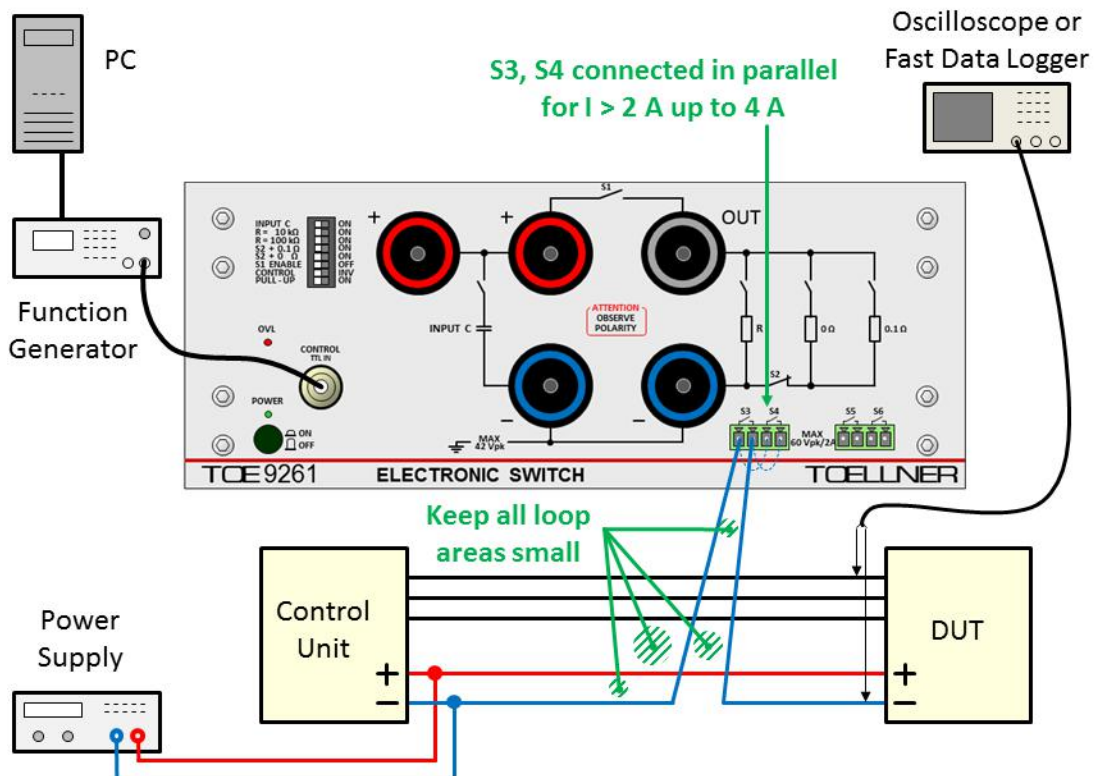 PC
Oscilloscope or
Fast Data Logger
S3, S4 connected in parallel
for I > 2 A up to 4 A
Function
Generator
INPUT C ON
R = 10 kΩ ON
R = 100 kΩ ON
S2 + 0.1 Ω ON
S2 + 0 Ω ON
S1 ENABLE OFF
CONTROL INV
PULL - UP ON
+
+
S1
OUT
OVL
CONTROL
TTL IN
POWER
ON
OFF
INPUT C
ATTENTION
OBSERVE
POLARITY
R
0 Ω
0.1 Ω
S2
−
−
MAX
42 Vpk
S3
S4
MAX
60 Vpk/2A
S5
S6
TOE 9261
ELECTRONIC SWITCH
TOELLNER
Keep all loop
areas small
Control
Unit
+
−
DUT
+
−
Power
Supply